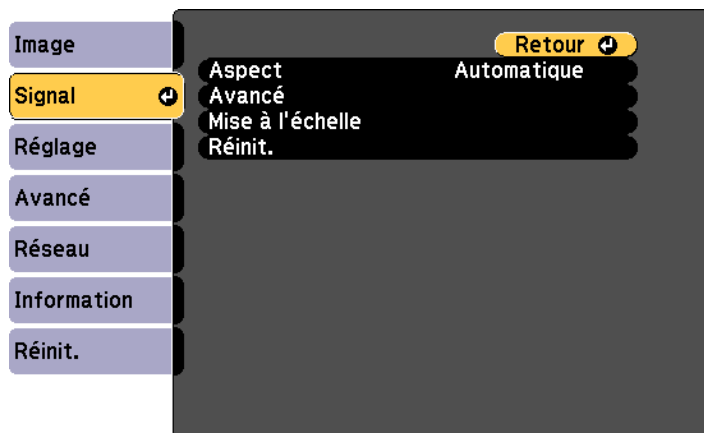 Image
Signal
Réglage
Avancé
Réseau
Information
Réinit.
Retour
Aspect Automatique
Avancé
Mise à l'échelle
Réinit.